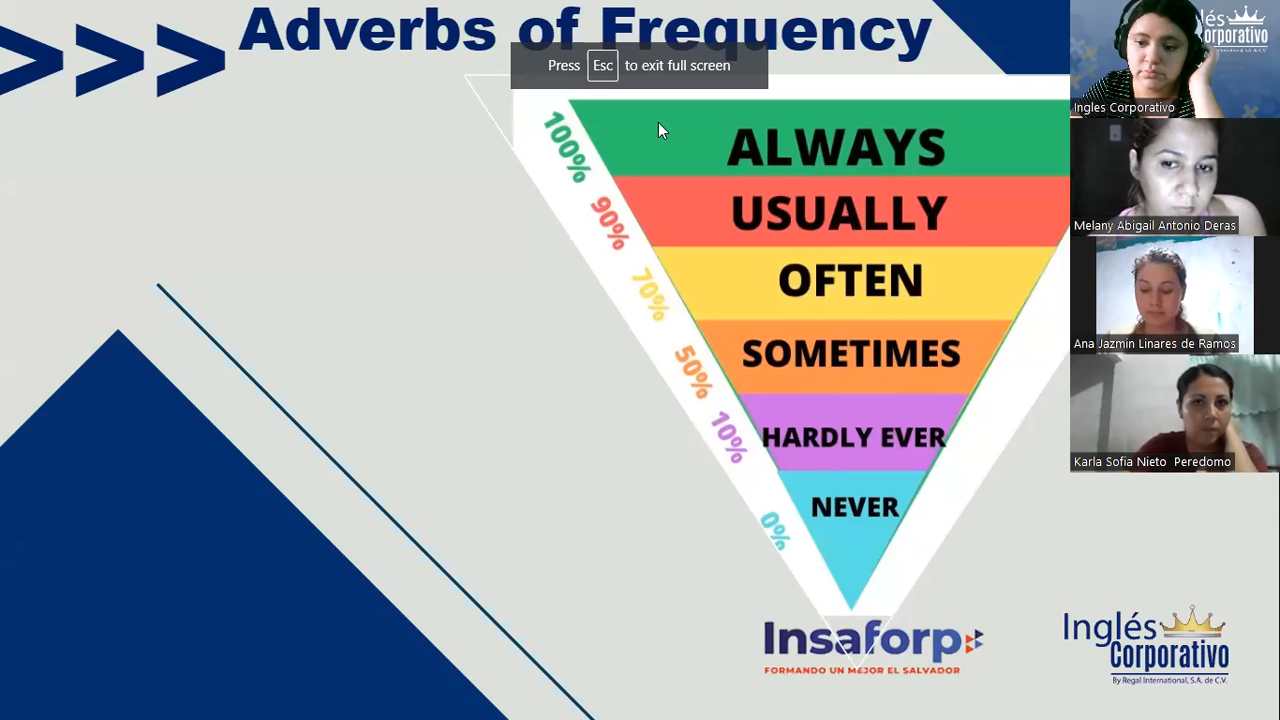 Adverbs of Frequency
Press Esc to exit full screen
100%
ALWAYS
90%
USUALLY
70%
OFTEN
50%
SOMETIMES
10%
HARDLY EVER
0%
NEVER
Insaforp
FORMANDO UN MEJOR EL SALVADOR
Inglés
Corporativo
By Regal International, S.A. de C.V.
lés
orporativo
Ingles Corporativo
Melany Abigail Antonio Deras
Ana Jazmin Linares de Ramos
Karla Sofia Nieto Peredomo